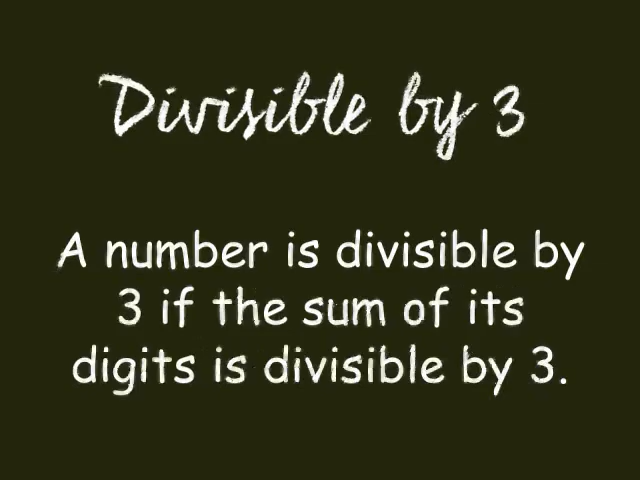 Divisible by 3
A number is divisible by
3 if the sum of its
digits is divisible by 3.